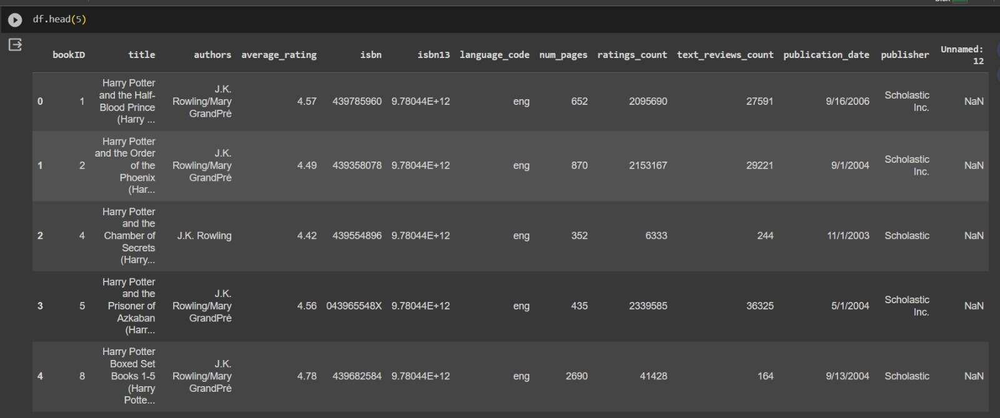 df.head(5)
bookID title authors average_rating isbn isbn13 language_code num_pages ratings_count text_reviews_count publication_date publisher Unnamed: 12
0 1 Harry Potter and the Half-Blood Prince (Harry ... J.K. Rowling/Mary GrandPré 4.57 439785960 9.78044E+12 eng 652 2095690 27591 9/16/2006 Scholastic Inc. NaN
1 2 Harry Potter and the Order of the Phoenix (Har... J.K. Rowling/Mary GrandPré 4.49 439358078 9.78044E+12 eng 870 2153167 29221 9/1/2004 Scholastic Inc. NaN
2 4 Harry Potter and the Chamber of Secrets (Harry... J.K. Rowling 4.42 439554896 9.78044E+12 eng 352 6333 244 11/1/2003 Scholastic NaN
3 5 Harry Potter and the Prisoner of Azkaban (Harr... J.K. Rowling/Mary GrandPré 4.56 043965548X 9.78044E+12 eng 435 2339585 36325 5/1/2004 Scholastic Inc. NaN
4 8 Harry Potter Boxed Set Books 1-5 (Harry Potte... J.K. Rowling/Mary GrandPré 4.78 439682584 9.78044E+12 eng 2690 41428 164 9/13/2004 Scholastic NaN